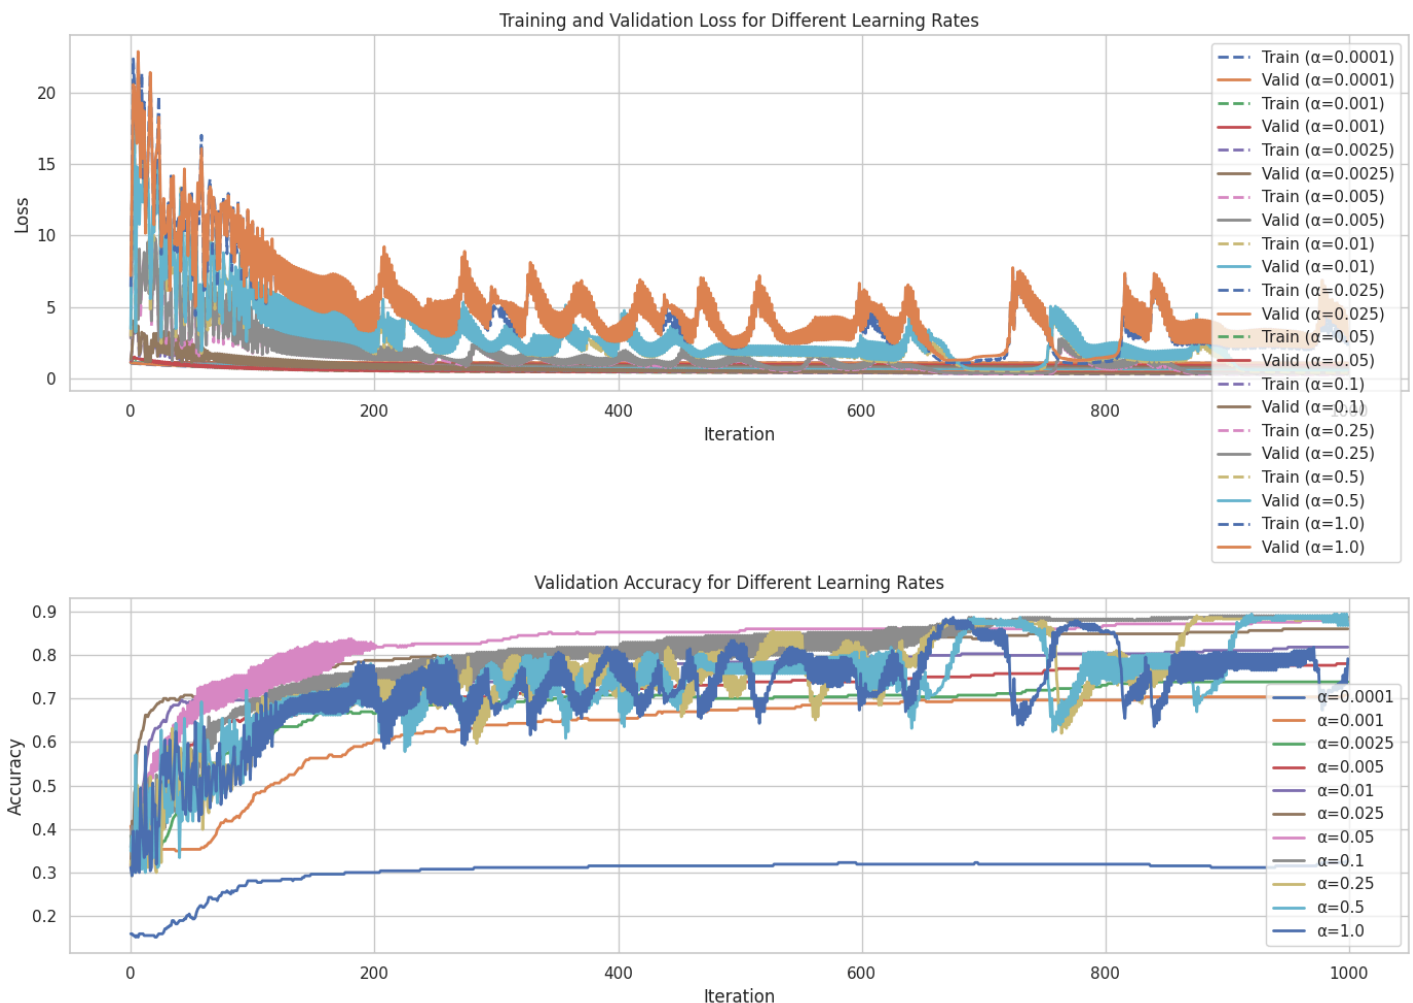 Training and Validation Loss for Different Learning Rates
Loss
20
15
10
5
0
0
200
400
600
800
1000
Iteration
Train (α=0.0001)
Valid (α=0.0001)
Train (α=0.001)
Valid (α=0.001)
Train (α=0.0025)
Valid (α=0.0025)
Train (α=0.005)
Valid (α=0.005)
Train (α=0.01)
Valid (α=0.01)
Train (α=0.025)
Valid (α=0.025)
Train (α=0.05)
Valid (α=0.05)
Train (α=0.1)
Valid (α=0.1)
Train (α=0.25)
Valid (α=0.25)
Train (α=0.5)
Valid (α=0.5)
Train (α=1.0)
Valid (α=1.0)
Validation Accuracy for Different Learning Rates
Accuracy
0.9
0.8
0.7
0.6
0.5
0.4
0.3
0.2
α=0.0001
α=0.001
α=0.0025
α=0.005
α=0.01
α=0.025
α=0.05
α=0.1
α=0.25
α=0.5
α=1.0
0
200
400
600
800
1000
Iteration